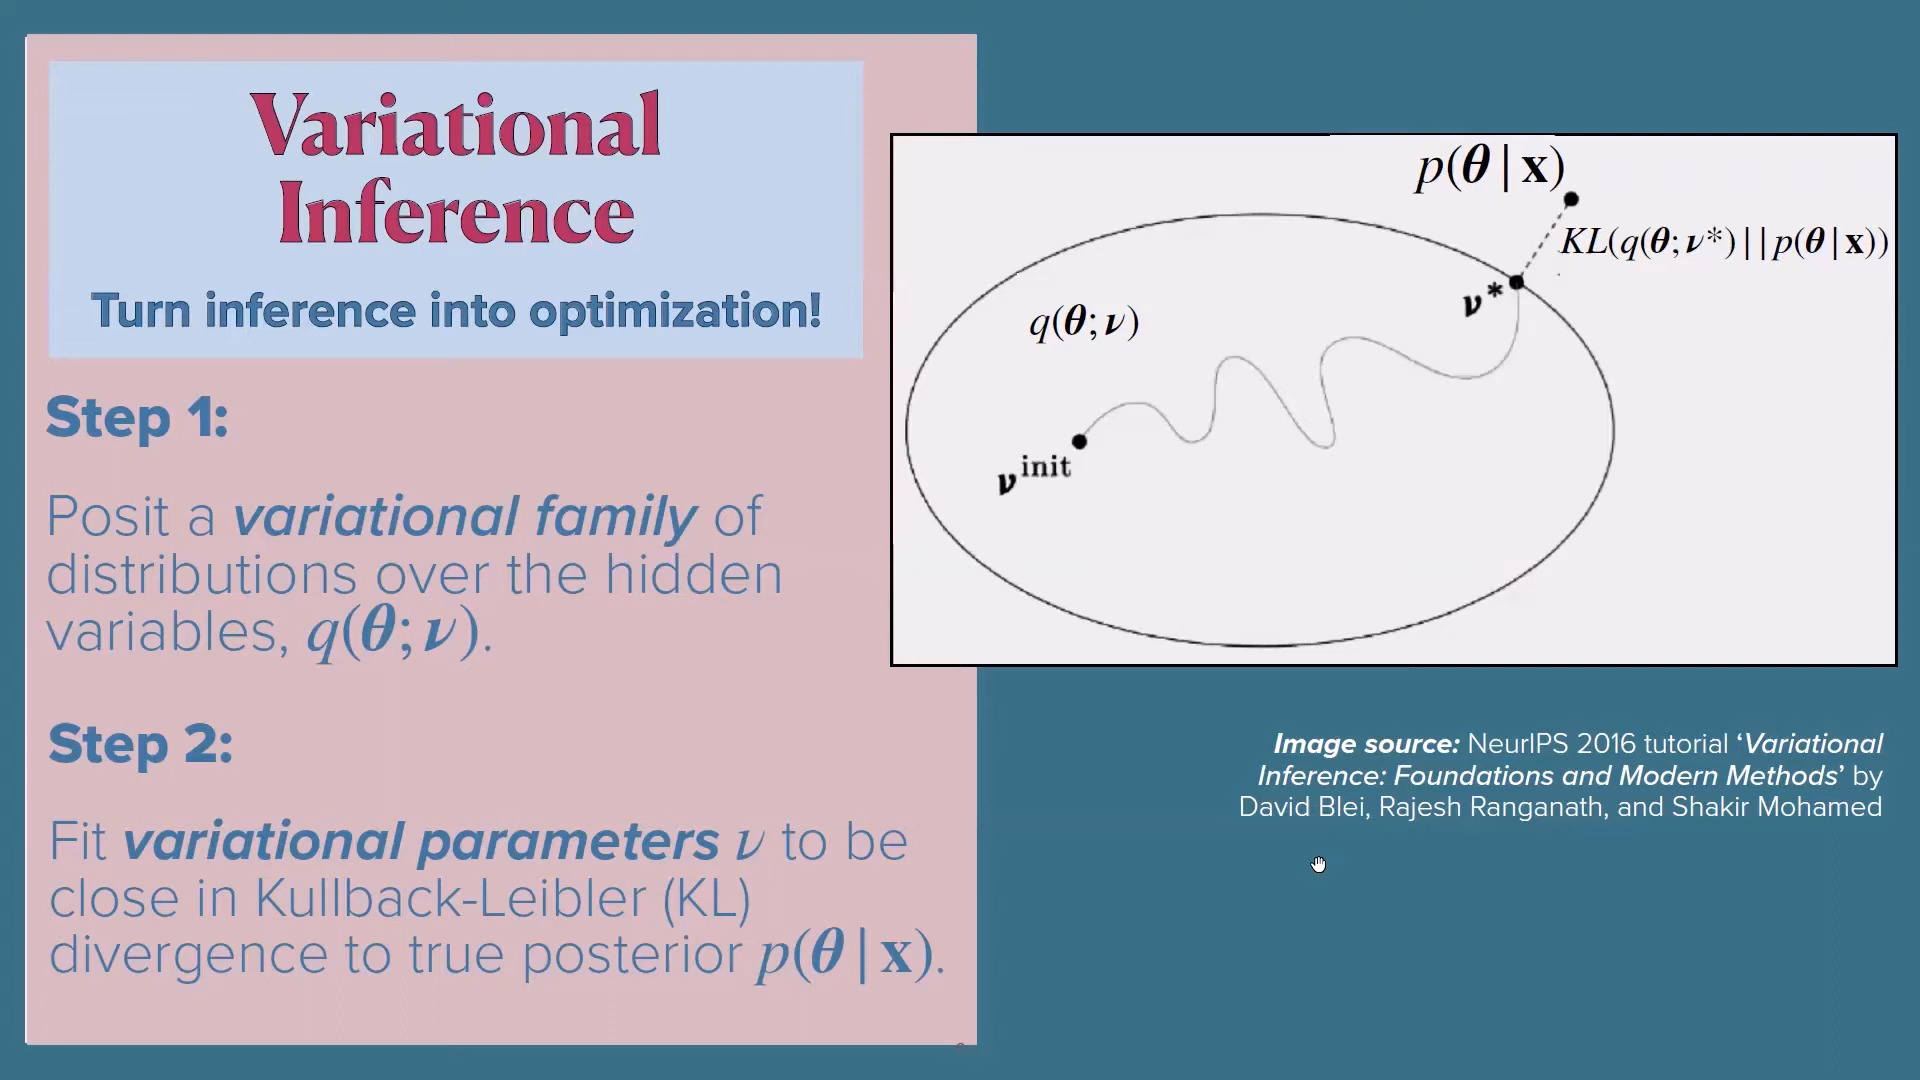 Variational
Inference
Turn inference into optimization!
Step 1:
Posit a variational family of
distributions over the hidden
variables, q(θ; ν).
Step 2:
Fit variational parameters ν to be
close in Kullback-Leibler (KL)
divergence to true posterior p(θ | x).
p(θ | x)
KL(q(θ; ν*) || p(θ | x))
ν*
q(θ; ν)
ν^init
Image source: NeurIPS 2016 tutorial ‘Variational
Inference: Foundations and Modern Methods’ by
David Blei, Rajesh Ranganath, and Shakir Mohamed